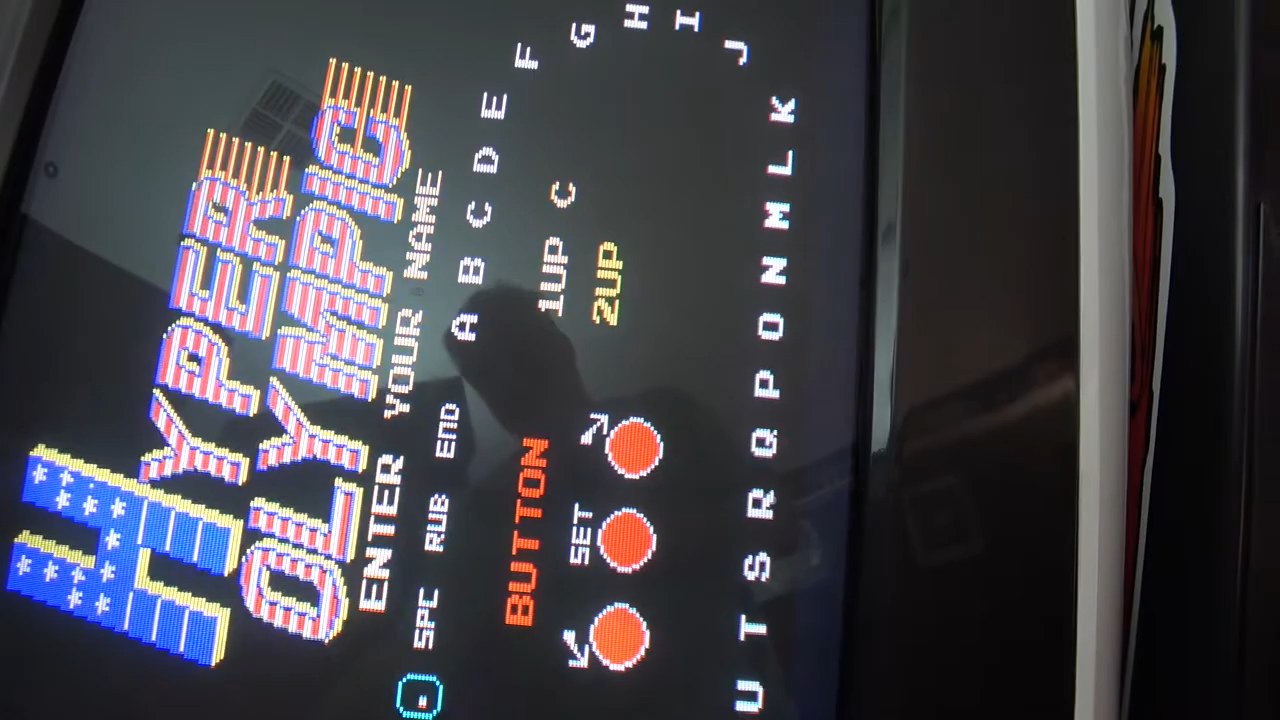 HYPER
OLYMPIC
ENTER YOUR NAME
- SPC RUB END A B C D E F G H I J
BUTTON 1UP C
SET 2UP
U T S R Q P O N M L K